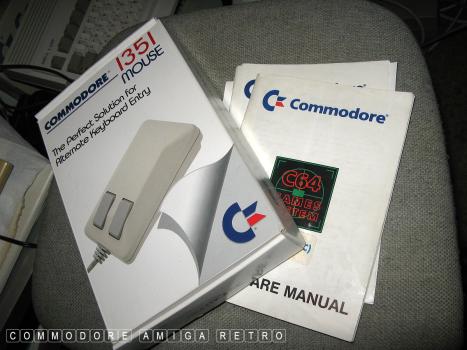 COMMODORE 1351
MOUSE
The Perfect Solution for
Alternate Keyboard Entry
Commodore
C64
GAMES
SYSTEM
ARE MANUAL
COMMODORE AMIGA RETRO